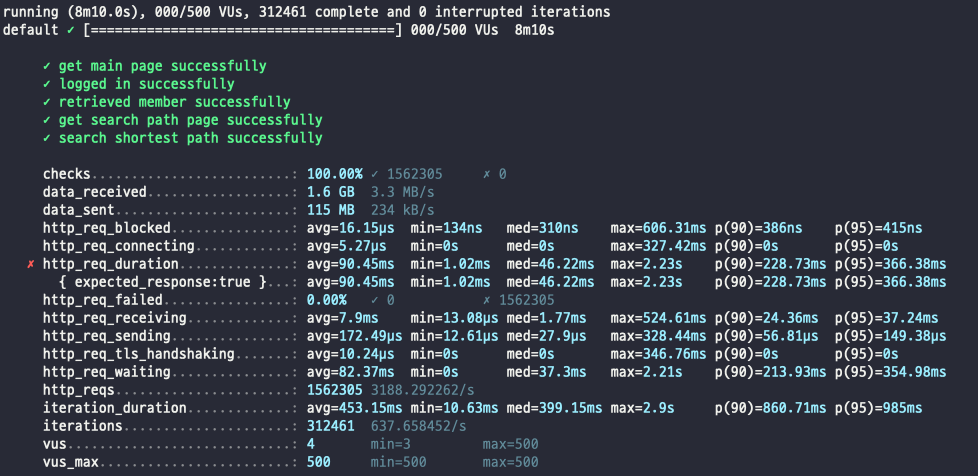 running (8m10.0s), 000/500 VUs, 312461 complete and 0 interrupted iterations
default ✓ [======================================] 000/500 VUs  8m10s
✓ get main page successfully
✓ logged in successfully
✓ retrieved member successfully
✓ get search path page successfully
✓ search shortest path successfully
checks.........................: 100.00% ✓ 1562305     ✗ 0
data_received..................: 1.6 GB  3.3 MB/s
data_sent......................: 115 MB  234 kB/s
http_req_blocked...............: avg=16.15µs  min=134ns   med=310ns    max=606.31ms p(90)=386ns    p(95)=415ns
http_req_connecting............: avg=5.27µs   min=0s      med=0s       max=327.42ms p(90)=0s       p(95)=0s
✗ http_req_duration..............: avg=90.45ms  min=1.02ms  med=46.22ms  max=2.23s    p(90)=228.73ms p(95)=366.38ms
{ expected_response:true }...: avg=90.45ms  min=1.02ms  med=46.22ms  max=2.23s    p(90)=228.73ms p(95)=366.38ms
http_req_failed................: 0.00%   ✓ 0           ✗ 1562305
http_req_receiving.............: avg=7.9ms    min=13.08µs med=1.77ms   max=524.61ms p(90)=24.36ms  p(95)=37.24ms
http_req_sending...............: avg=172.49µs min=12.61µs med=27.9µs   max=328.44ms p(90)=56.81µs  p(95)=149.38µs
http_req_tls_handshaking.......: avg=10.24µs  min=0s      med=0s       max=346.76ms p(90)=0s       p(95)=0s
http_req_waiting...............: avg=82.37ms  min=0s      med=37.3ms   max=2.21s    p(90)=213.93ms p(95)=354.98ms
http_reqs......................: 1562305 3188.292262/s
iteration_duration.............: avg=453.15ms min=10.63ms med=399.15ms max=2.9s     p(90)=860.71ms p(95)=985ms
iterations.....................: 312461  637.658452/s
vus............................: 4       min=3         max=500
vus_max........................: 500     min=500       max=500